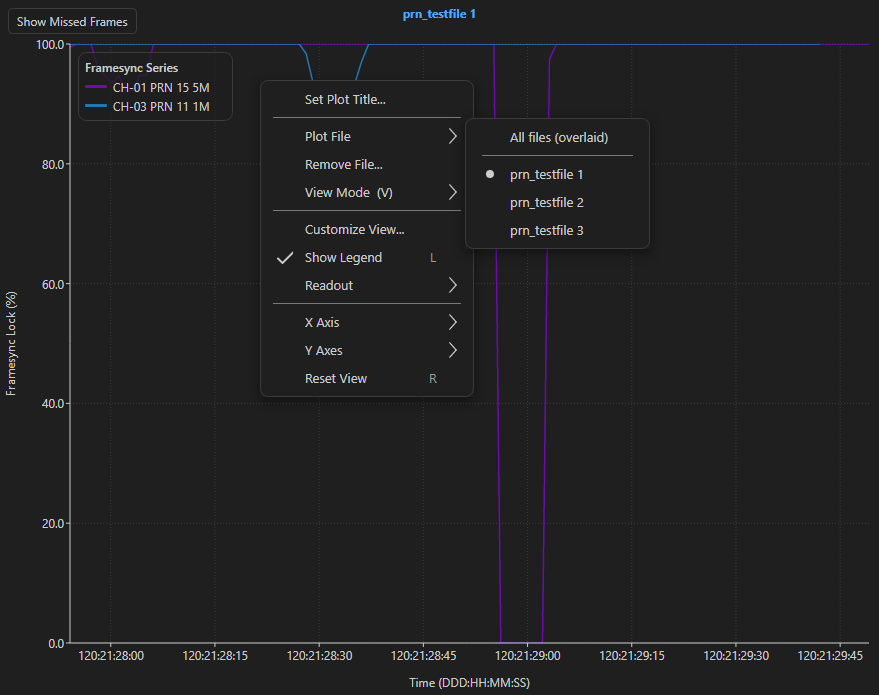 Show Missed Frames
prn_testfile 1
100.0
80.0
60.0
40.0
20.0
0.0
Framesync Lock (%)
Framesync Series
CH-01 PRN 15 5M
CH-03 PRN 11 1M
Set Plot Title...
Plot File
Remove File...
View Mode (V)
Customize View...
Show Legend L
Readout
X Axis
Y Axes
Reset View R
All files (overlaid)
prn_testfile 1
prn_testfile 2
prn_testfile 3
120:21:28:00 120:21:28:15 120:21:28:30 120:21:28:45 120:21:29:00 120:21:29:15 120:21:29:30 120:21:29:45
Time (DDD:HH:MM:SS)